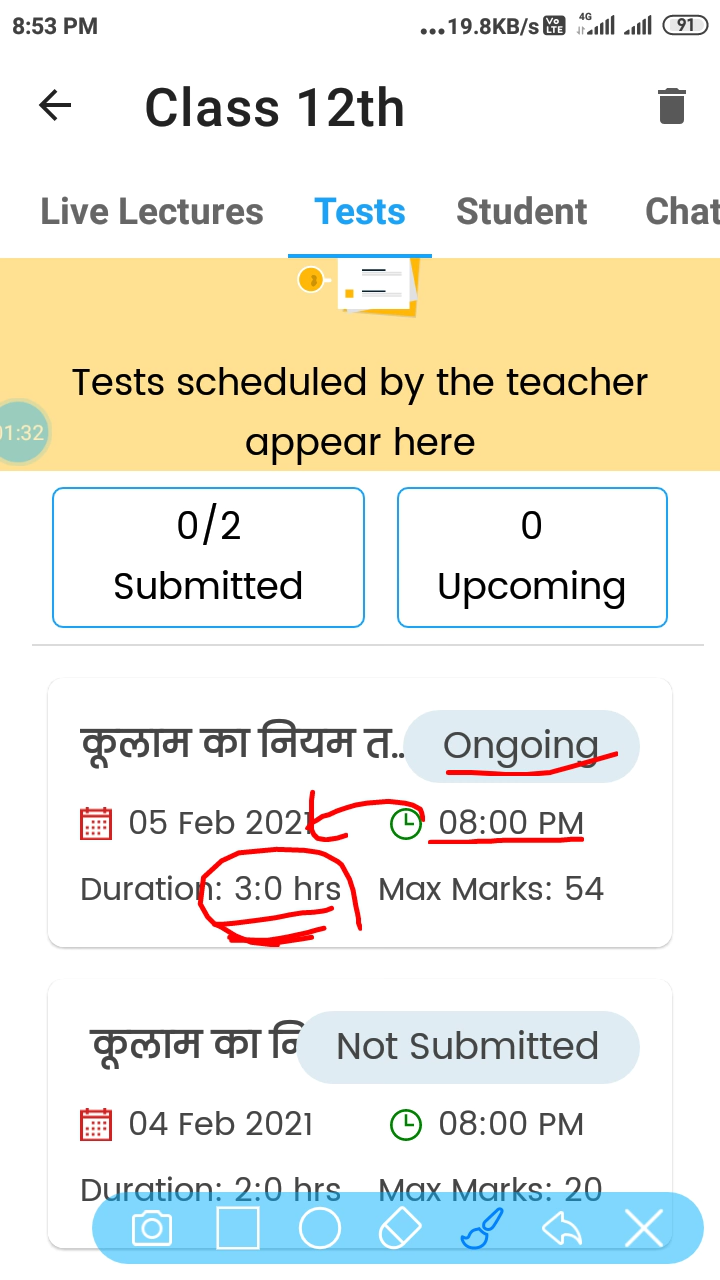 8:53 PM ...19.8KB/s Vo LTE 4G 91
Class 12th
Live Lectures Tests Student Chat
Tests scheduled by the teacher
appear here
01:32
0/2 0
Submitted Upcoming
कूलाम का नियम त.. Ongoing
05 Feb 2021 08:00 PM
Duration: 3:0 hrs Max Marks: 54
कूलाम का नि Not Submitted
04 Feb 2021 08:00 PM
Duration: 2:0 hrs Max Marks: 20